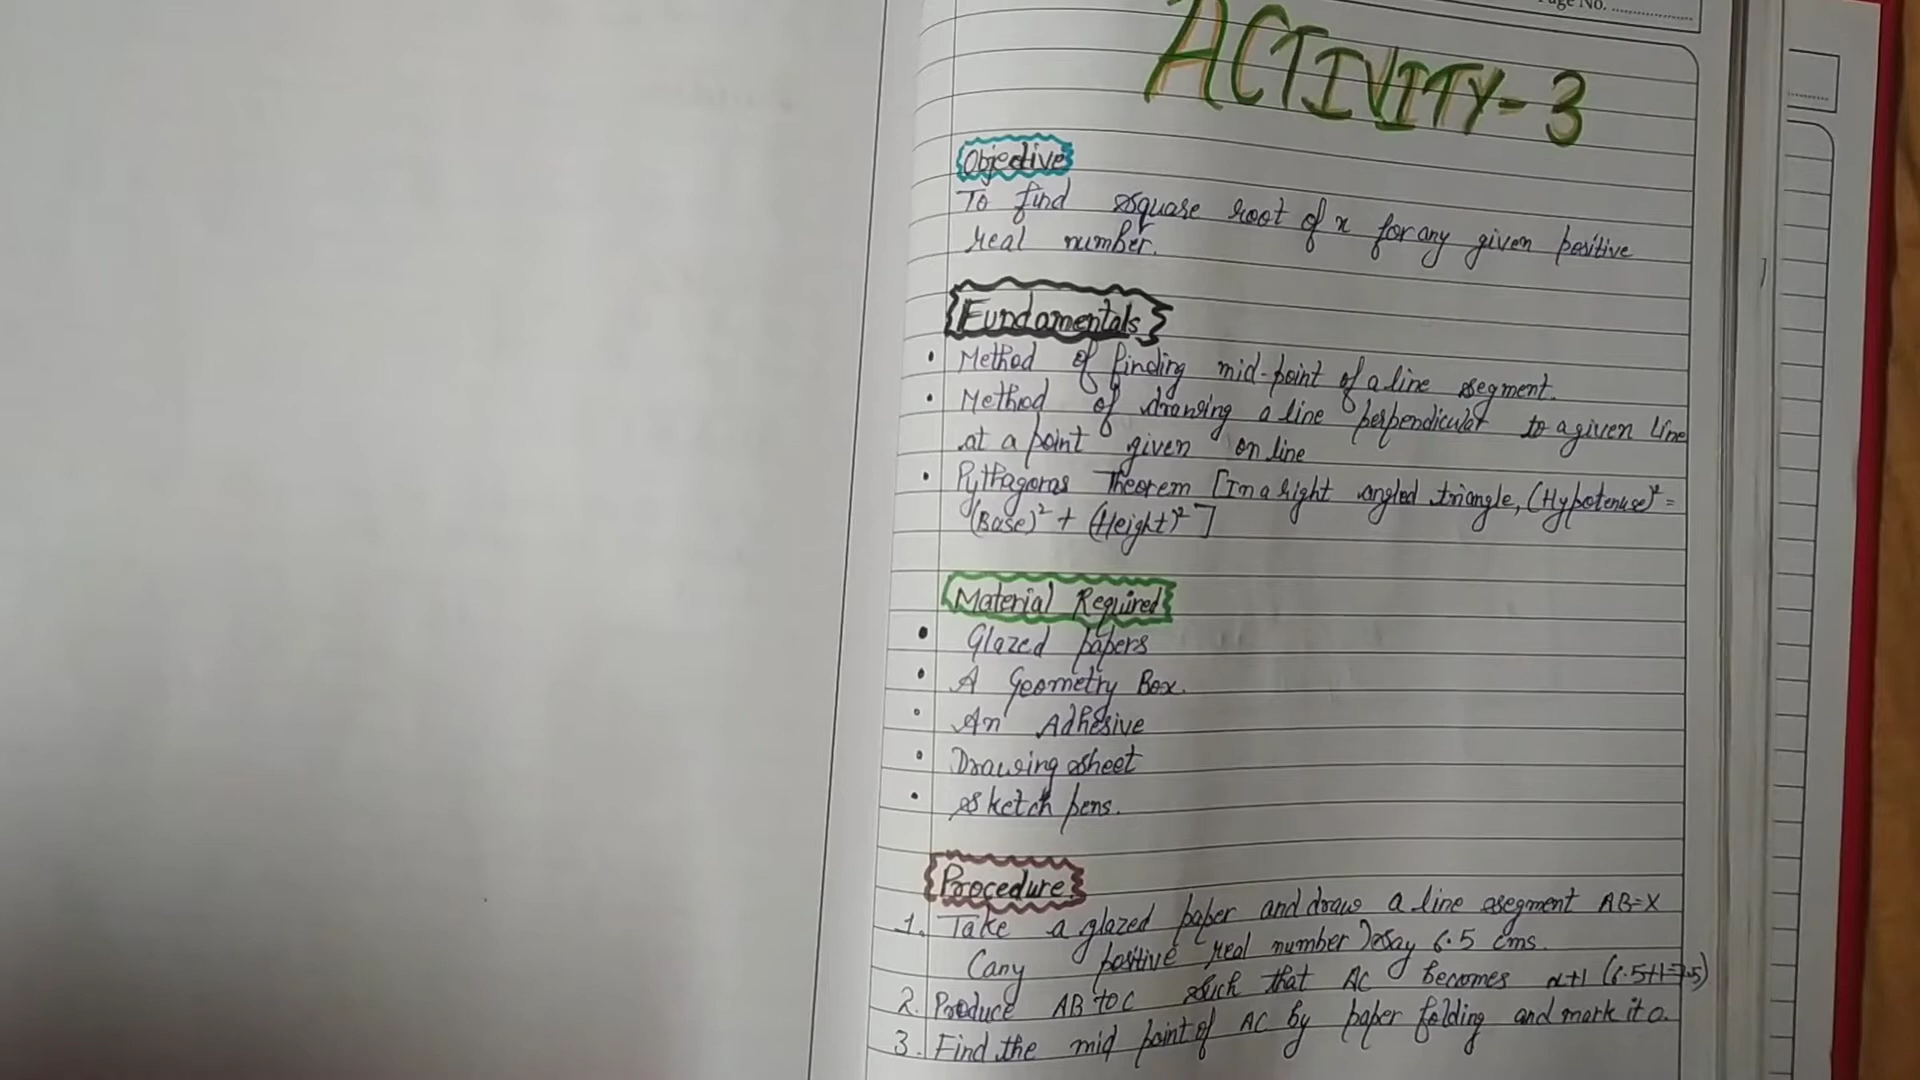 Page No. ..................
ACTIVITY-3
Objective
To find square root of x for any given positive
real number.
Fundamentals
• Method of finding mid-point of a line segment.
• Method of drawing a line perpendicular to a given line
at a point given on line
• Pythagoras Theorem [In a right angled triangle, (Hypotenuse)² =
(Base)² + (Height)²]
Material Required
• Glazed papers
• A Geometry Box.
• An Adhesive
• Drawing sheet
• Sketch pens.
Procedure
1. Take a glazed paper and draw a line segment AB=X
(any positive real number) say 6.5 cms.
2. Produce AB to C such that AC becomes x+1 (6.5+1=7.5)
3. Find the mid point of AC by paper folding and mark it o.